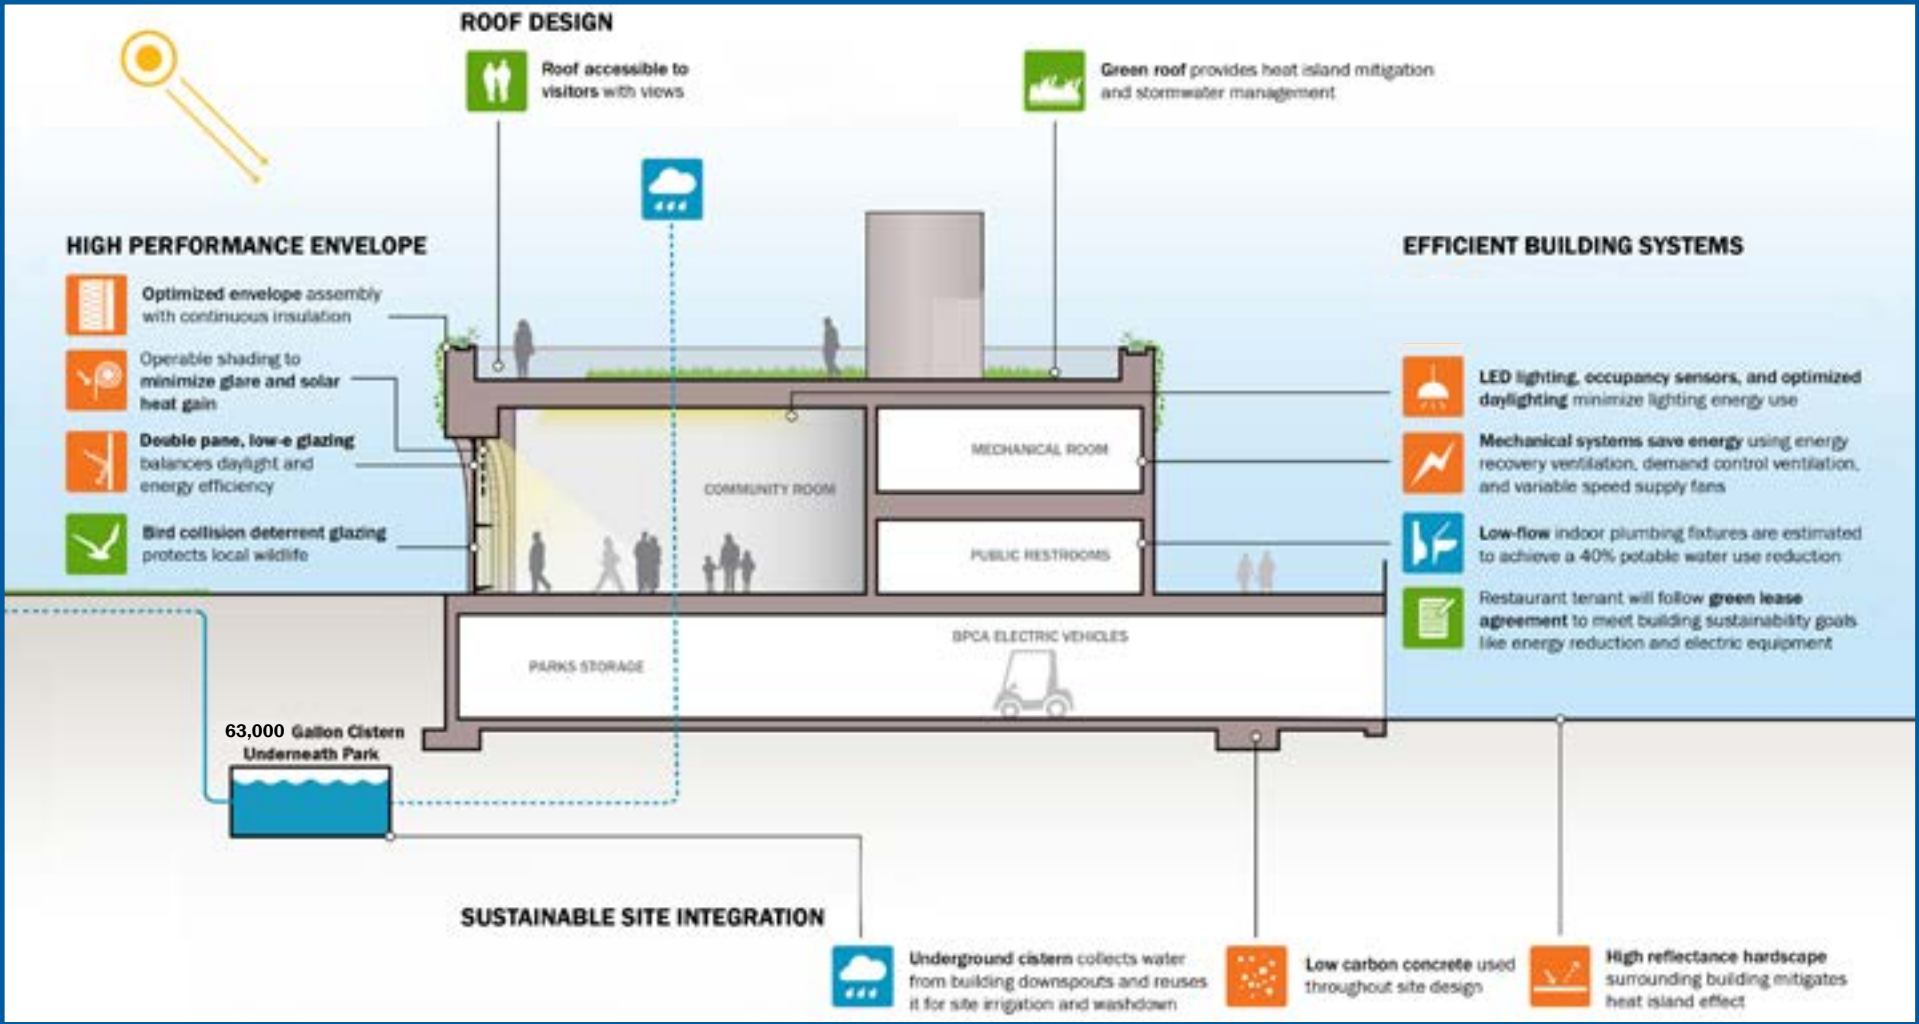 ROOF DESIGN
Roof accessible to
visitors with views
Green roof provides heat island mitigation
and stormwater management
HIGH PERFORMANCE ENVELOPE
Optimized envelope assembly
with continuous insulation
Operable shading to
minimize glare and solar
heat gain
Double pane, low-e glazing
balances daylight and
energy efficiency
Bird collision deterrent glazing
protects local wildlife
EFFICIENT BUILDING SYSTEMS
LED lighting, occupancy sensors, and optimized
daylighting minimize lighting energy use
Mechanical systems save energy using energy
recovery ventilation, demand control ventilation,
and variable speed supply fans
Low-flow indoor plumbing fixtures are estimated
to achieve a 40% potable water use reduction
Restaurant tenant will follow green lease
agreement to meet building sustainability goals
like energy reduction and electric equipment
MECHANICAL ROOM
COMMUNITY ROOM
PUBLIC RESTROOMS
BPCA ELECTRIC VEHICLES
PARKS STORAGE
63,000 Gallon Cistern
Underneath Park
SUSTAINABLE SITE INTEGRATION
Underground cistern collects water
from building downspouts and reuses
it for site irrigation and washdown
Low carbon concrete used
throughout site design
High reflectance hardscape
surrounding building mitigates
heat island effect